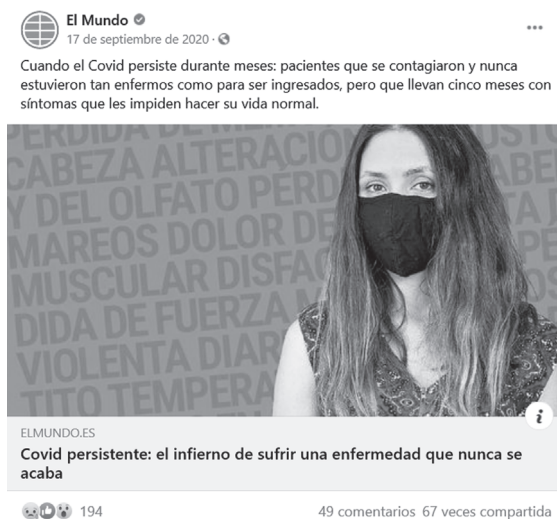 El Mundo
17 de septiembre de 2020 ·
Cuando el Covid persiste durante meses: pacientes que se contagiaron y nunca
estuvieron tan enfermos como para ser ingresados, pero que llevan cinco meses con
síntomas que les impiden hacer su vida normal.
CABEZA ALTERACIÓN
Y DEL OLFATO
MAREOS DOLOR DE
MUSCULAR
DIDA DE FUERZA
VIOLENTA
TITO
ELMUNDO.ES
Covid persistente: el infierno de sufrir una enfermedad que nunca se
acaba
194
49 comentarios 67 veces compartida